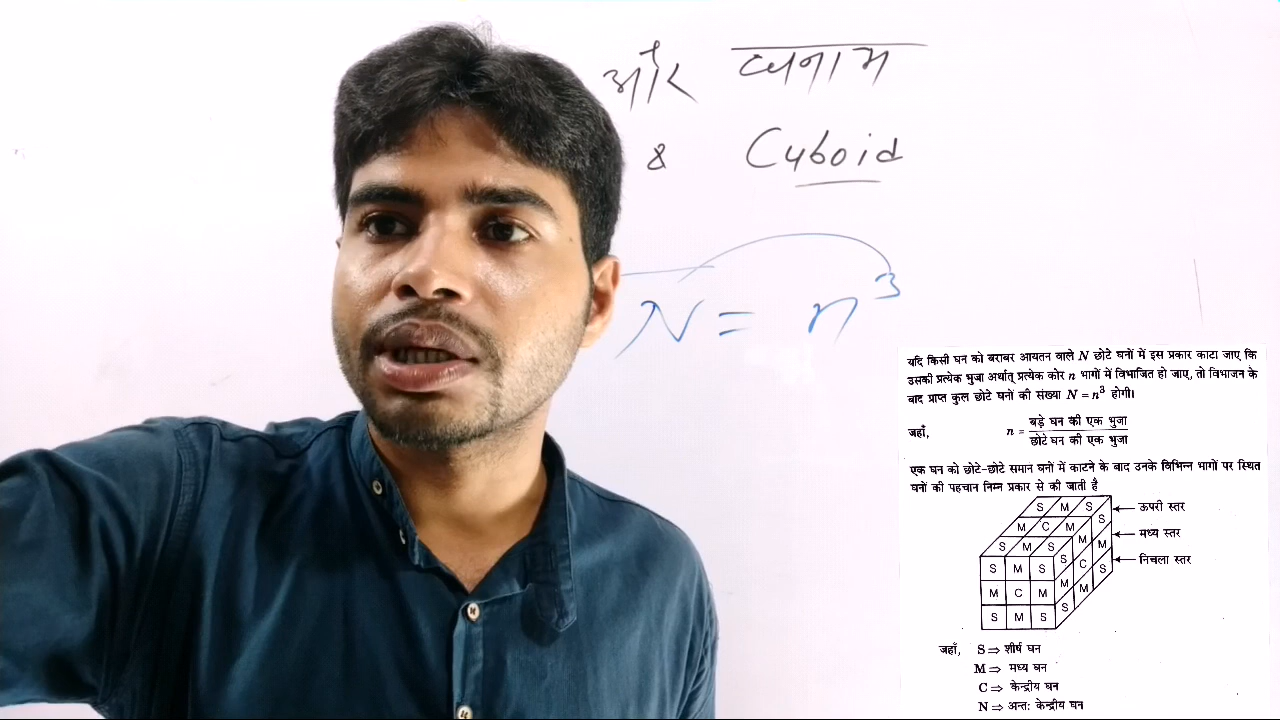 और घनाभ
& Cuboid
N = n³
यदि किसी घन को बराबर आयतन वाले N छोटे घनों में इस प्रकार काटा जाए कि
उसकी प्रत्येक भुजा अर्थात् प्रत्येक कोर n भागों में विभाजित हो जाए, तो विभाजन के
बाद प्राप्त कुल छोटे घनों की संख्या N = n³ होगी।
जहाँ, n = बड़े घन की एक भुजा
छोटे घन की एक भुजा
एक घन को छोटे-छोटे समान घनों में काटने के बाद उनके विभिन्न भागों पर स्थित
घनों की पहचान निम्न प्रकार से की जाती है
S M S
M C M S
S M S M M
S M S S C S
M C M M M
S M S S
ऊपरी स्तर
मध्य स्तर
निचला स्तर
जहाँ, S ⇒ शीर्ष घन
M ⇒ मध्य घन
C ⇒ केन्द्रीय घन
N ⇒ अन्त: केन्द्रीय घन